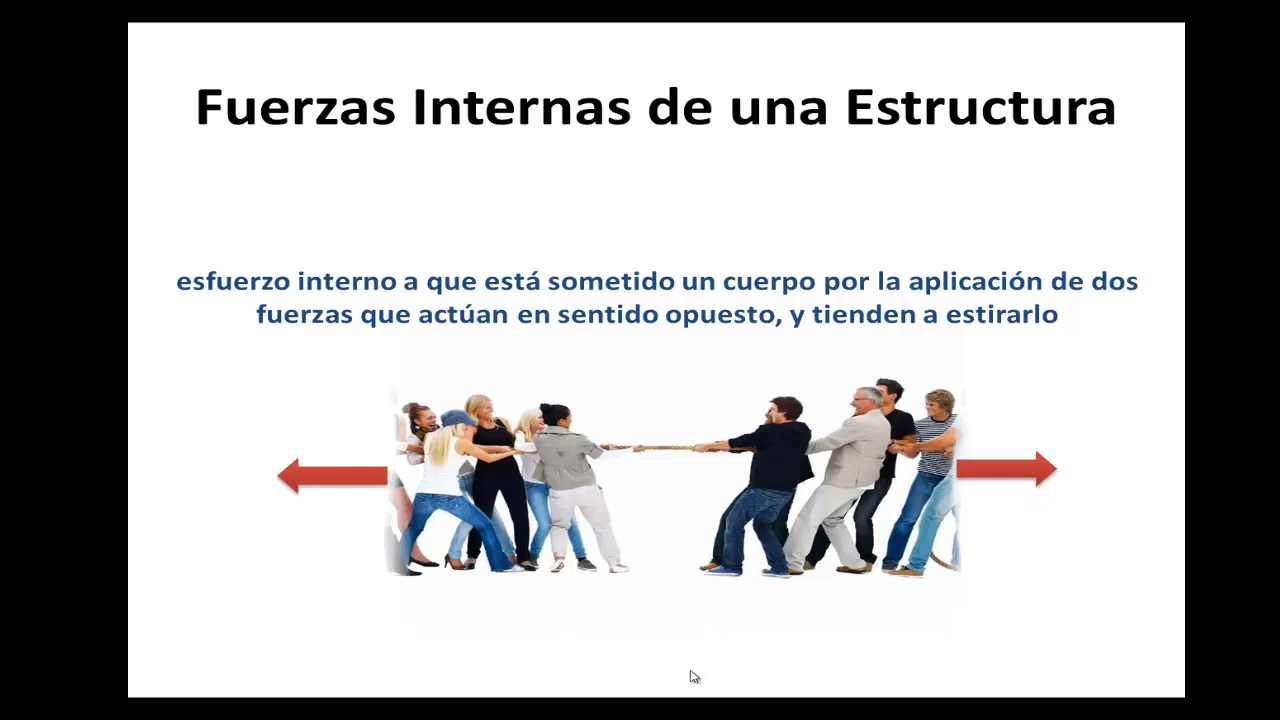 Fuerzas Internas de una Estructura
esfuerzo interno a que está sometido un cuerpo por la aplicación de dos
fuerzas que actúan en sentido opuesto, y tienden a estirarlo